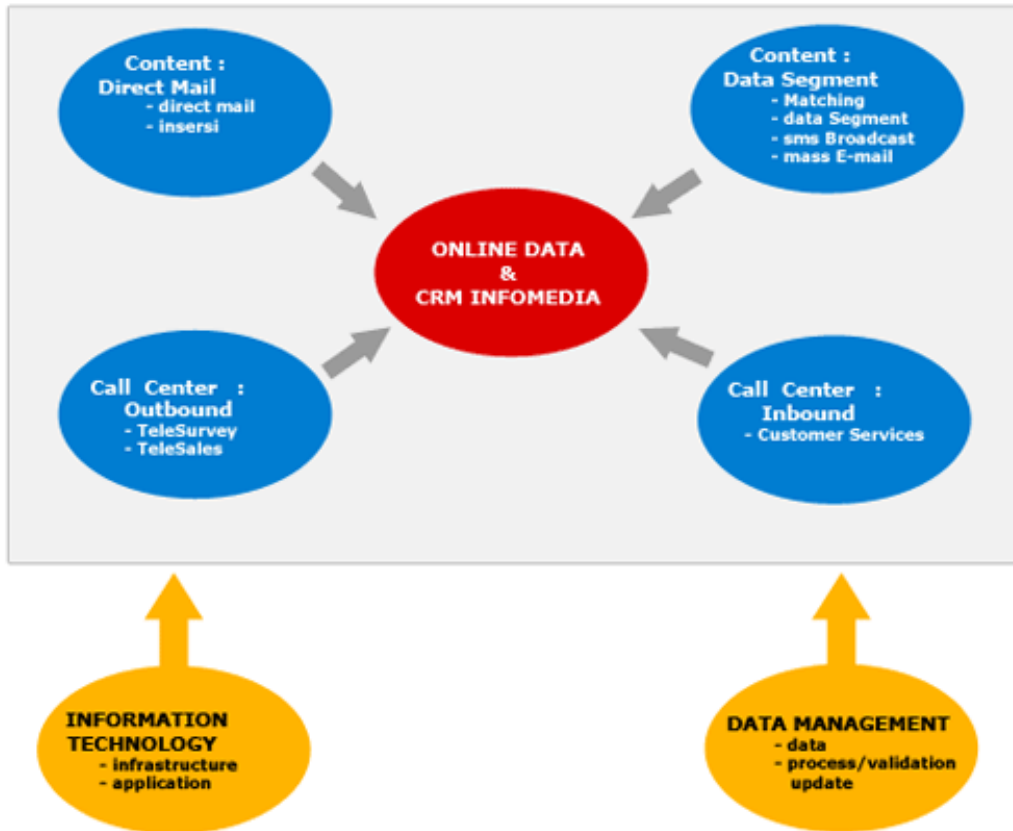 Content :
Direct Mail
- direct mail
- insersi
Content :
Data Segment
- Matching
- data Segment
- sms Broadcast
- mass E-mail
ONLINE DATA
&
CRM INFOMEDIA
Call Center :
Outbound
- TeleSurvey
- TeleSales
Call Center :
Inbound
- Customer Services
INFORMATION
TECHNOLOGY
- infrastructure
- application
DATA MANAGEMENT
- data
- process/validation
update